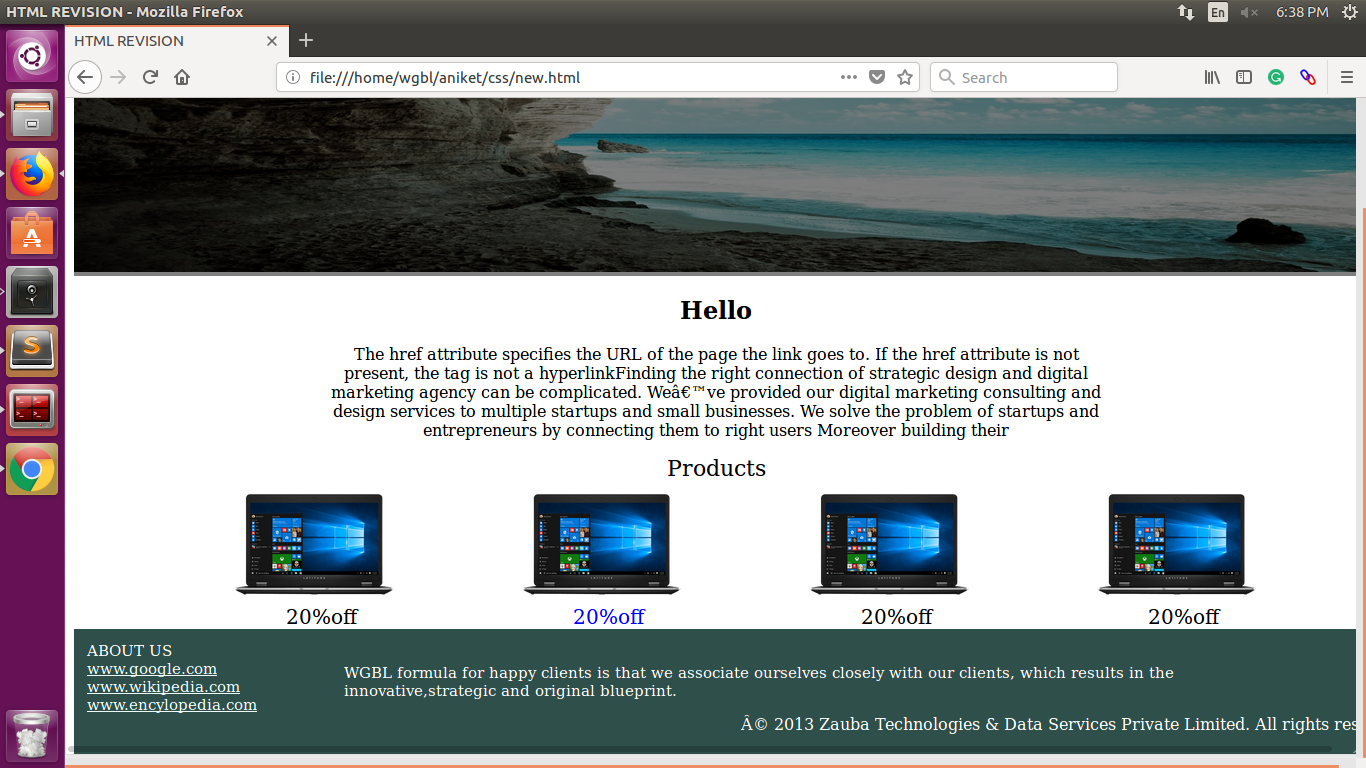 HTML REVISION - Mozilla Firefox
En
6:38 PM
HTML REVISION
file:///home/wgbl/aniket/css/new.html
Search
Hello
The href attribute specifies the URL of the page the link goes to. If the href attribute is not
present, the tag is not a hyperlinkFinding the right connection of strategic design and digital
marketing agency can be complicated. Weâ€™ve provided our digital marketing consulting and
design services to multiple startups and small businesses. We solve the problem of startups and
entrepreneurs by connecting them to right users Moreover building their
Products
20%off 20%off 20%off 20%off
ABOUT US
www.google.com
www.wikipedia.com
www.encylopedia.com
WGBL formula for happy clients is that we associate ourselves closely with our clients, which results in the
innovative,strategic and original blueprint.
Â© 2013 Zauba Technologies & Data Services Private Limited. All rights res